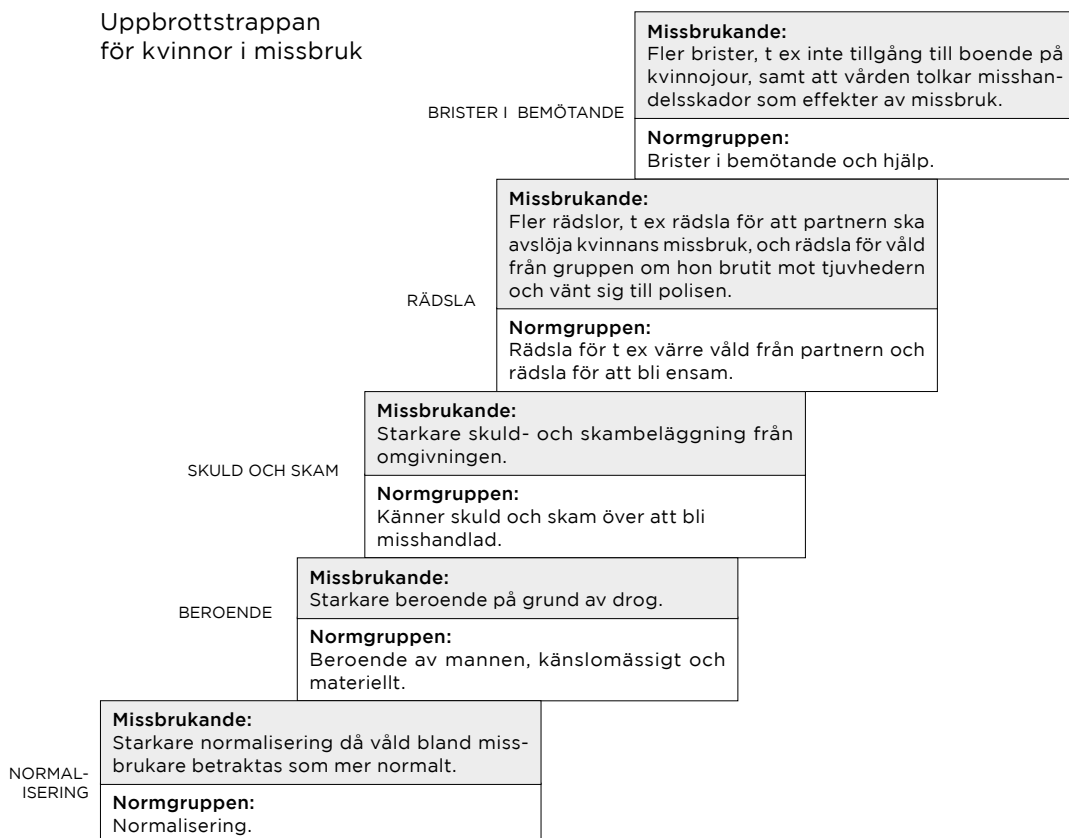 Uppbrottstrappan
för kvinnor i missbruk
BRISTER I BEMÖTANDE
Missbrukande:
Fler brister, t ex inte tillgång till boende på
kvinnojour, samt att vården tolkar misshan-
delsskador som effekter av missbruk.
Normgruppen:
Brister i bemötande och hjälp.
RÄDSLA
Missbrukande:
Fler rädslor, t ex rädsla för att partnern ska
avslöja kvinnans missbruk, och rädsla för våld
från gruppen om hon brutit mot tjuvhedern
och vänt sig till polisen.
Normgruppen:
Rädsla för t ex värre våld från partnern och
rädsla för att bli ensam.
SKULD OCH SKAM
Missbrukande:
Starkare skuld- och skambeläggning från
omgivningen.
Normgruppen:
Känner skuld och skam över att bli
misshandlad.
BEROENDE
Missbrukande:
Starkare beroende på grund av drog.
Normgruppen:
Beroende av mannen, känslomässigt och
materiellt.
NORMAL-
ISERING
Missbrukande:
Starkare normalisering då våld bland miss-
brukare betraktas som mer normalt.
Normgruppen:
Normalisering.